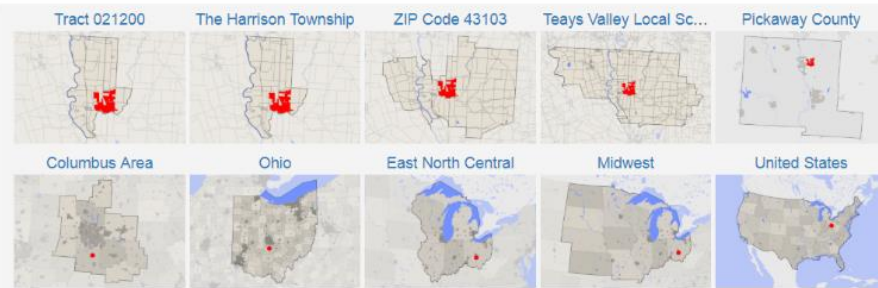 Tract 021200
The Harrison Township
ZIP Code 43103
Teays Valley Local Sc...
Pickaway County
Columbus Area
Ohio
East North Central
Midwest
United States